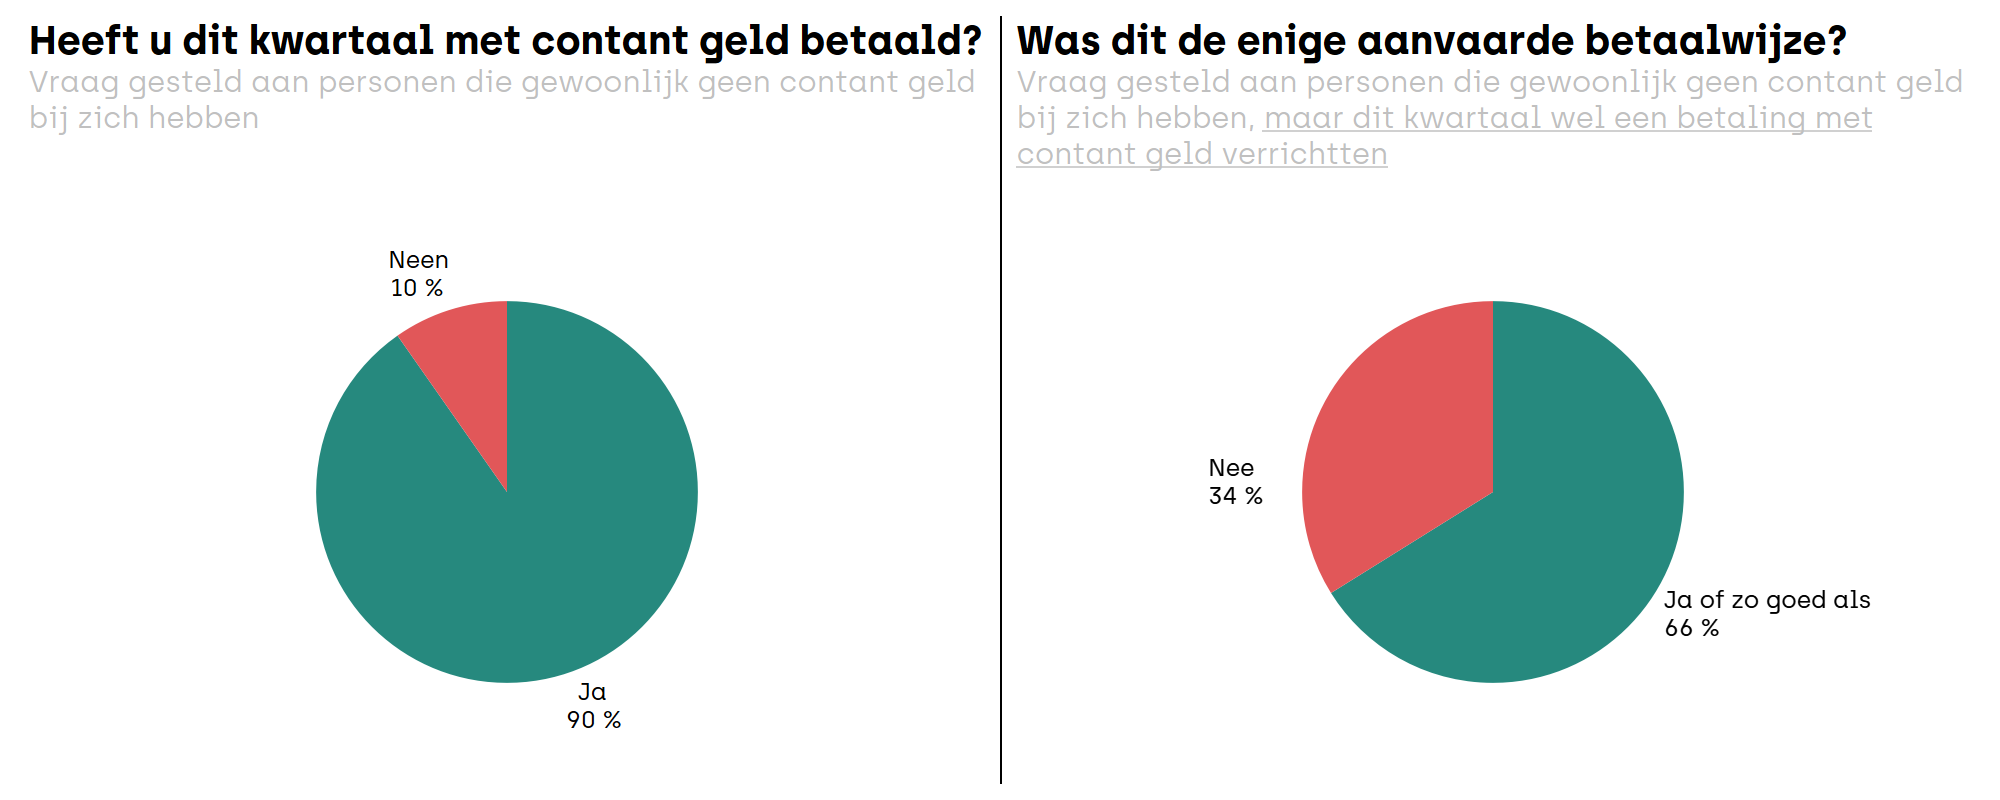 Heeft u dit kwartaal met contant geld betaald?
Vraag gesteld aan personen die gewoonlijk geen contant geld
bij zich hebben
Neen
10 %
Ja
90 %
Was dit de enige aanvaarde betaalwijze?
Vraag gesteld aan personen die gewoonlijk geen contant geld
bij zich hebben, maar dit kwartaal wel een betaling met
contant geld verrichtten
Nee
34 %
Ja of zo goed als
66 %